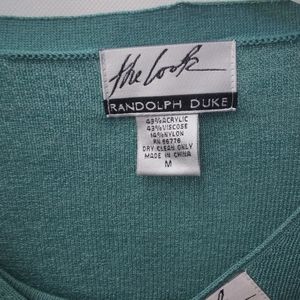 the look
RANDOLPH DUKE
43% ACRYLIC
43% VISCOSE
14% NYLON
RN 66776
DRY CLEAN ONLY
MADE IN CHINA
M